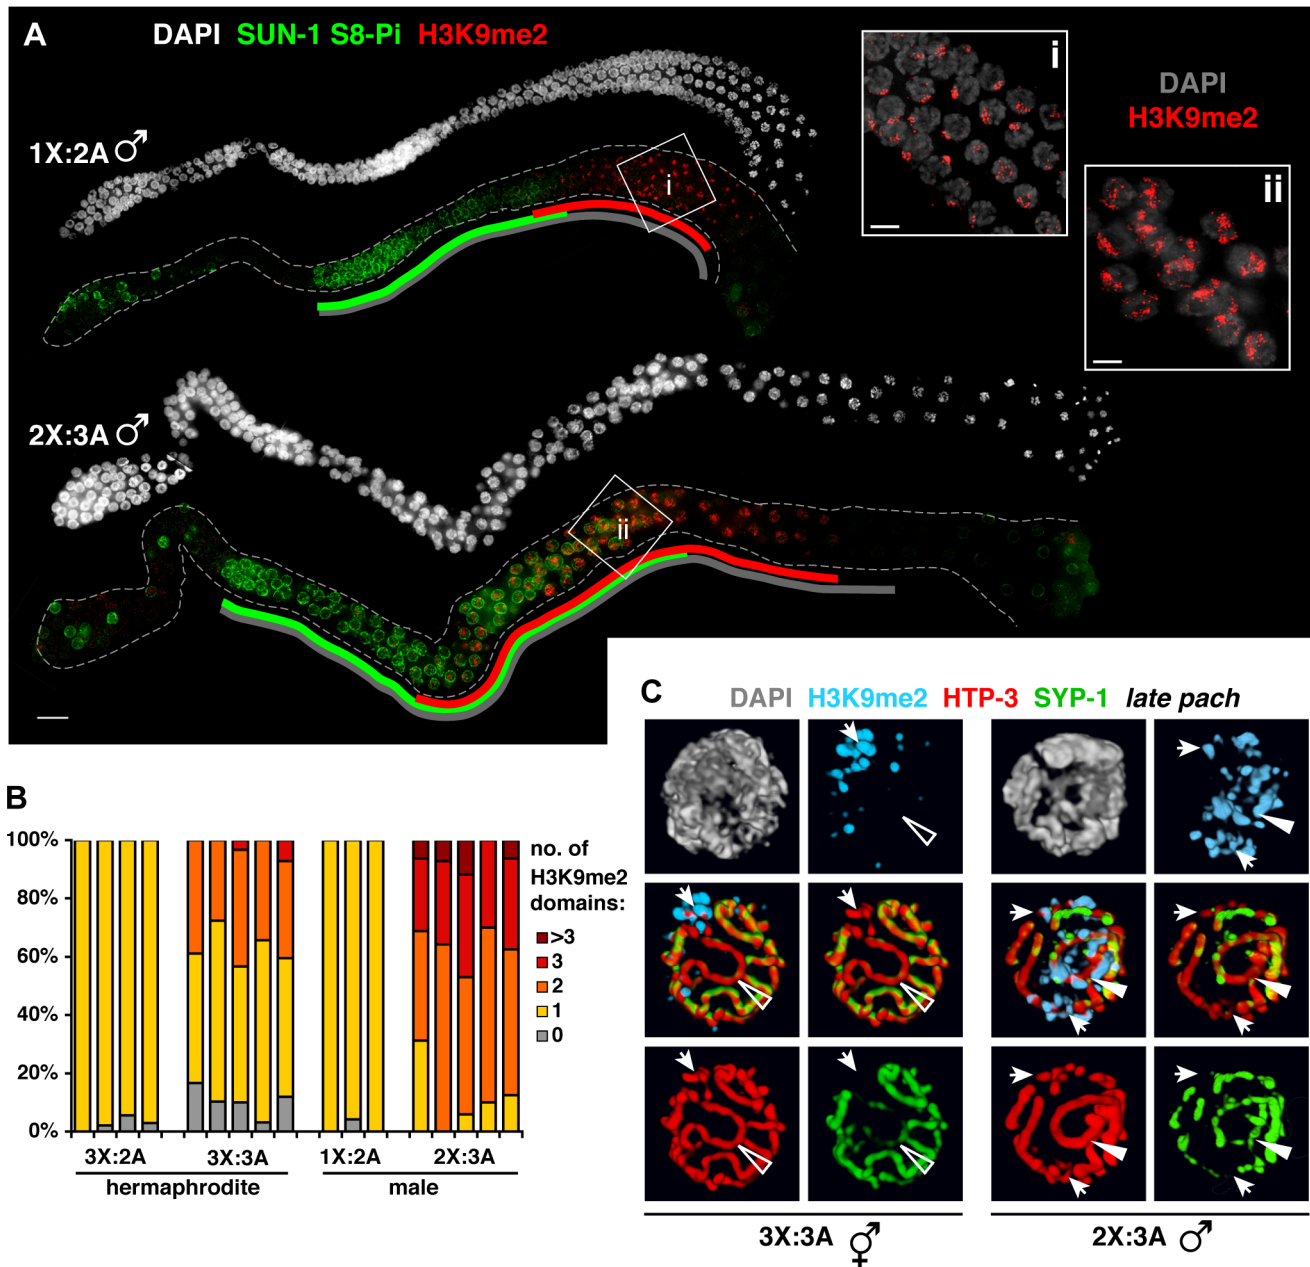 A
DAPI SUN-1 S8-Pi H3K9me2
1X:2A ♂
i
i
DAPI
H3K9me2
ii
2X:3A ♂
ii
B
100%
80%
60%
40%
20%
0%
no. of
H3K9me2
domains:
>3
3
2
1
0
3X:2A 3X:3A 1X:2A 2X:3A
hermaphrodite male
C
DAPI H3K9me2 HTP-3 SYP-1 late pach
3X:3A ⚥ 2X:3A ♂